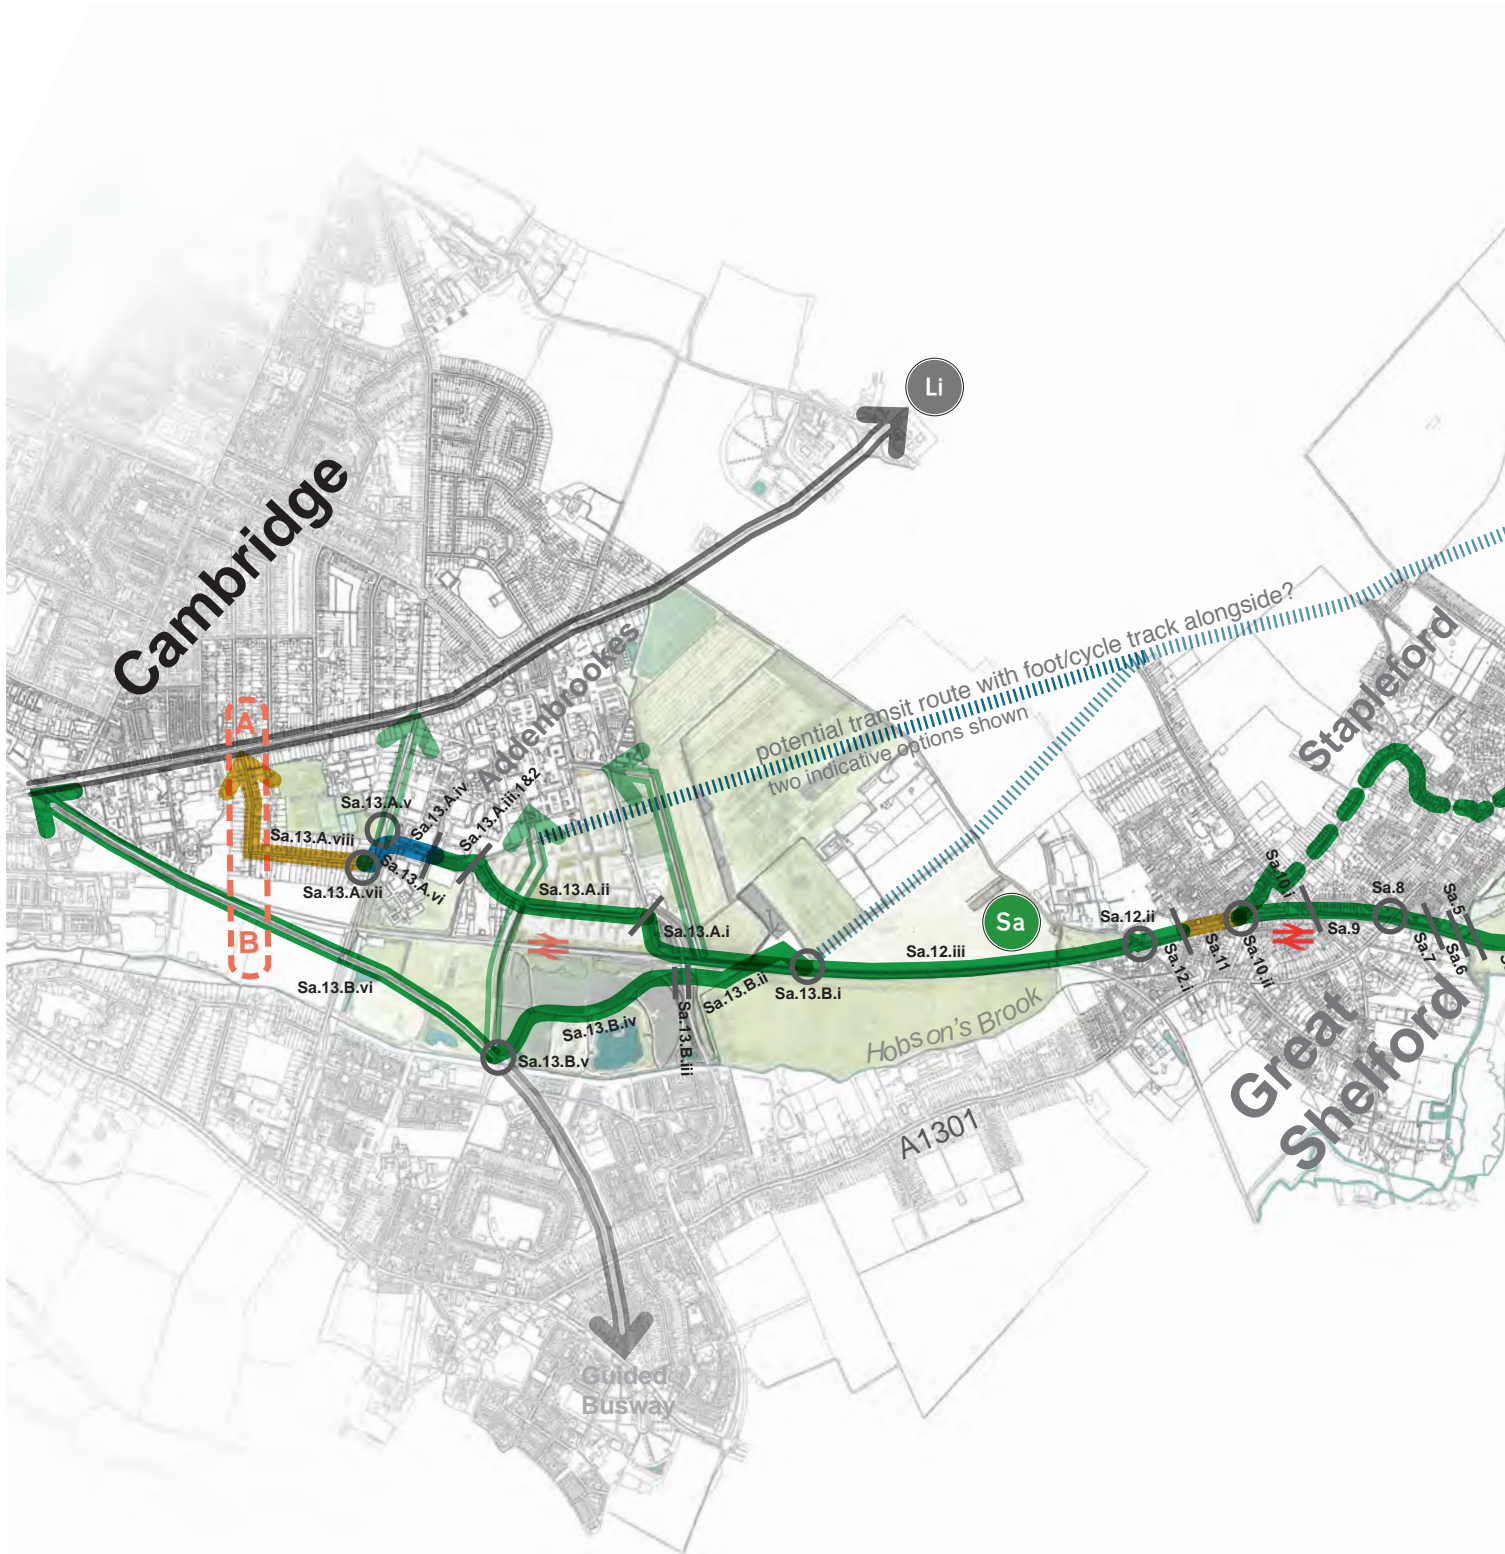 Li
Cambridge
potential transit route with foot/cycle track alongside?
two indicative options shown
Stapleford
Addenbrookes
A
Sa.13.A.v
Sa.13.A.iv
Sa.13.A.iii.1&2
Sa.13.A.viii
Sa.13.A.vi
Sa.13.A.vii
Sa.13.A.ii
Sa.13.A.i
B
Sa.13.B.vi
Sa.13.B.iv
Sa.13.B.v
Sa.13.B.iii
Sa.13.B.ii
Sa.13.B.i
Sa
Sa.12.iii
Sa.12.ii
Sa.12.i
Sa.11
Sa.10.i
Sa.10.ii
Sa.9
Sa.8
Sa.7
Sa.6
Sa.5
Hobson's Brook
Great
Shelford
A1301
Guided
Busway